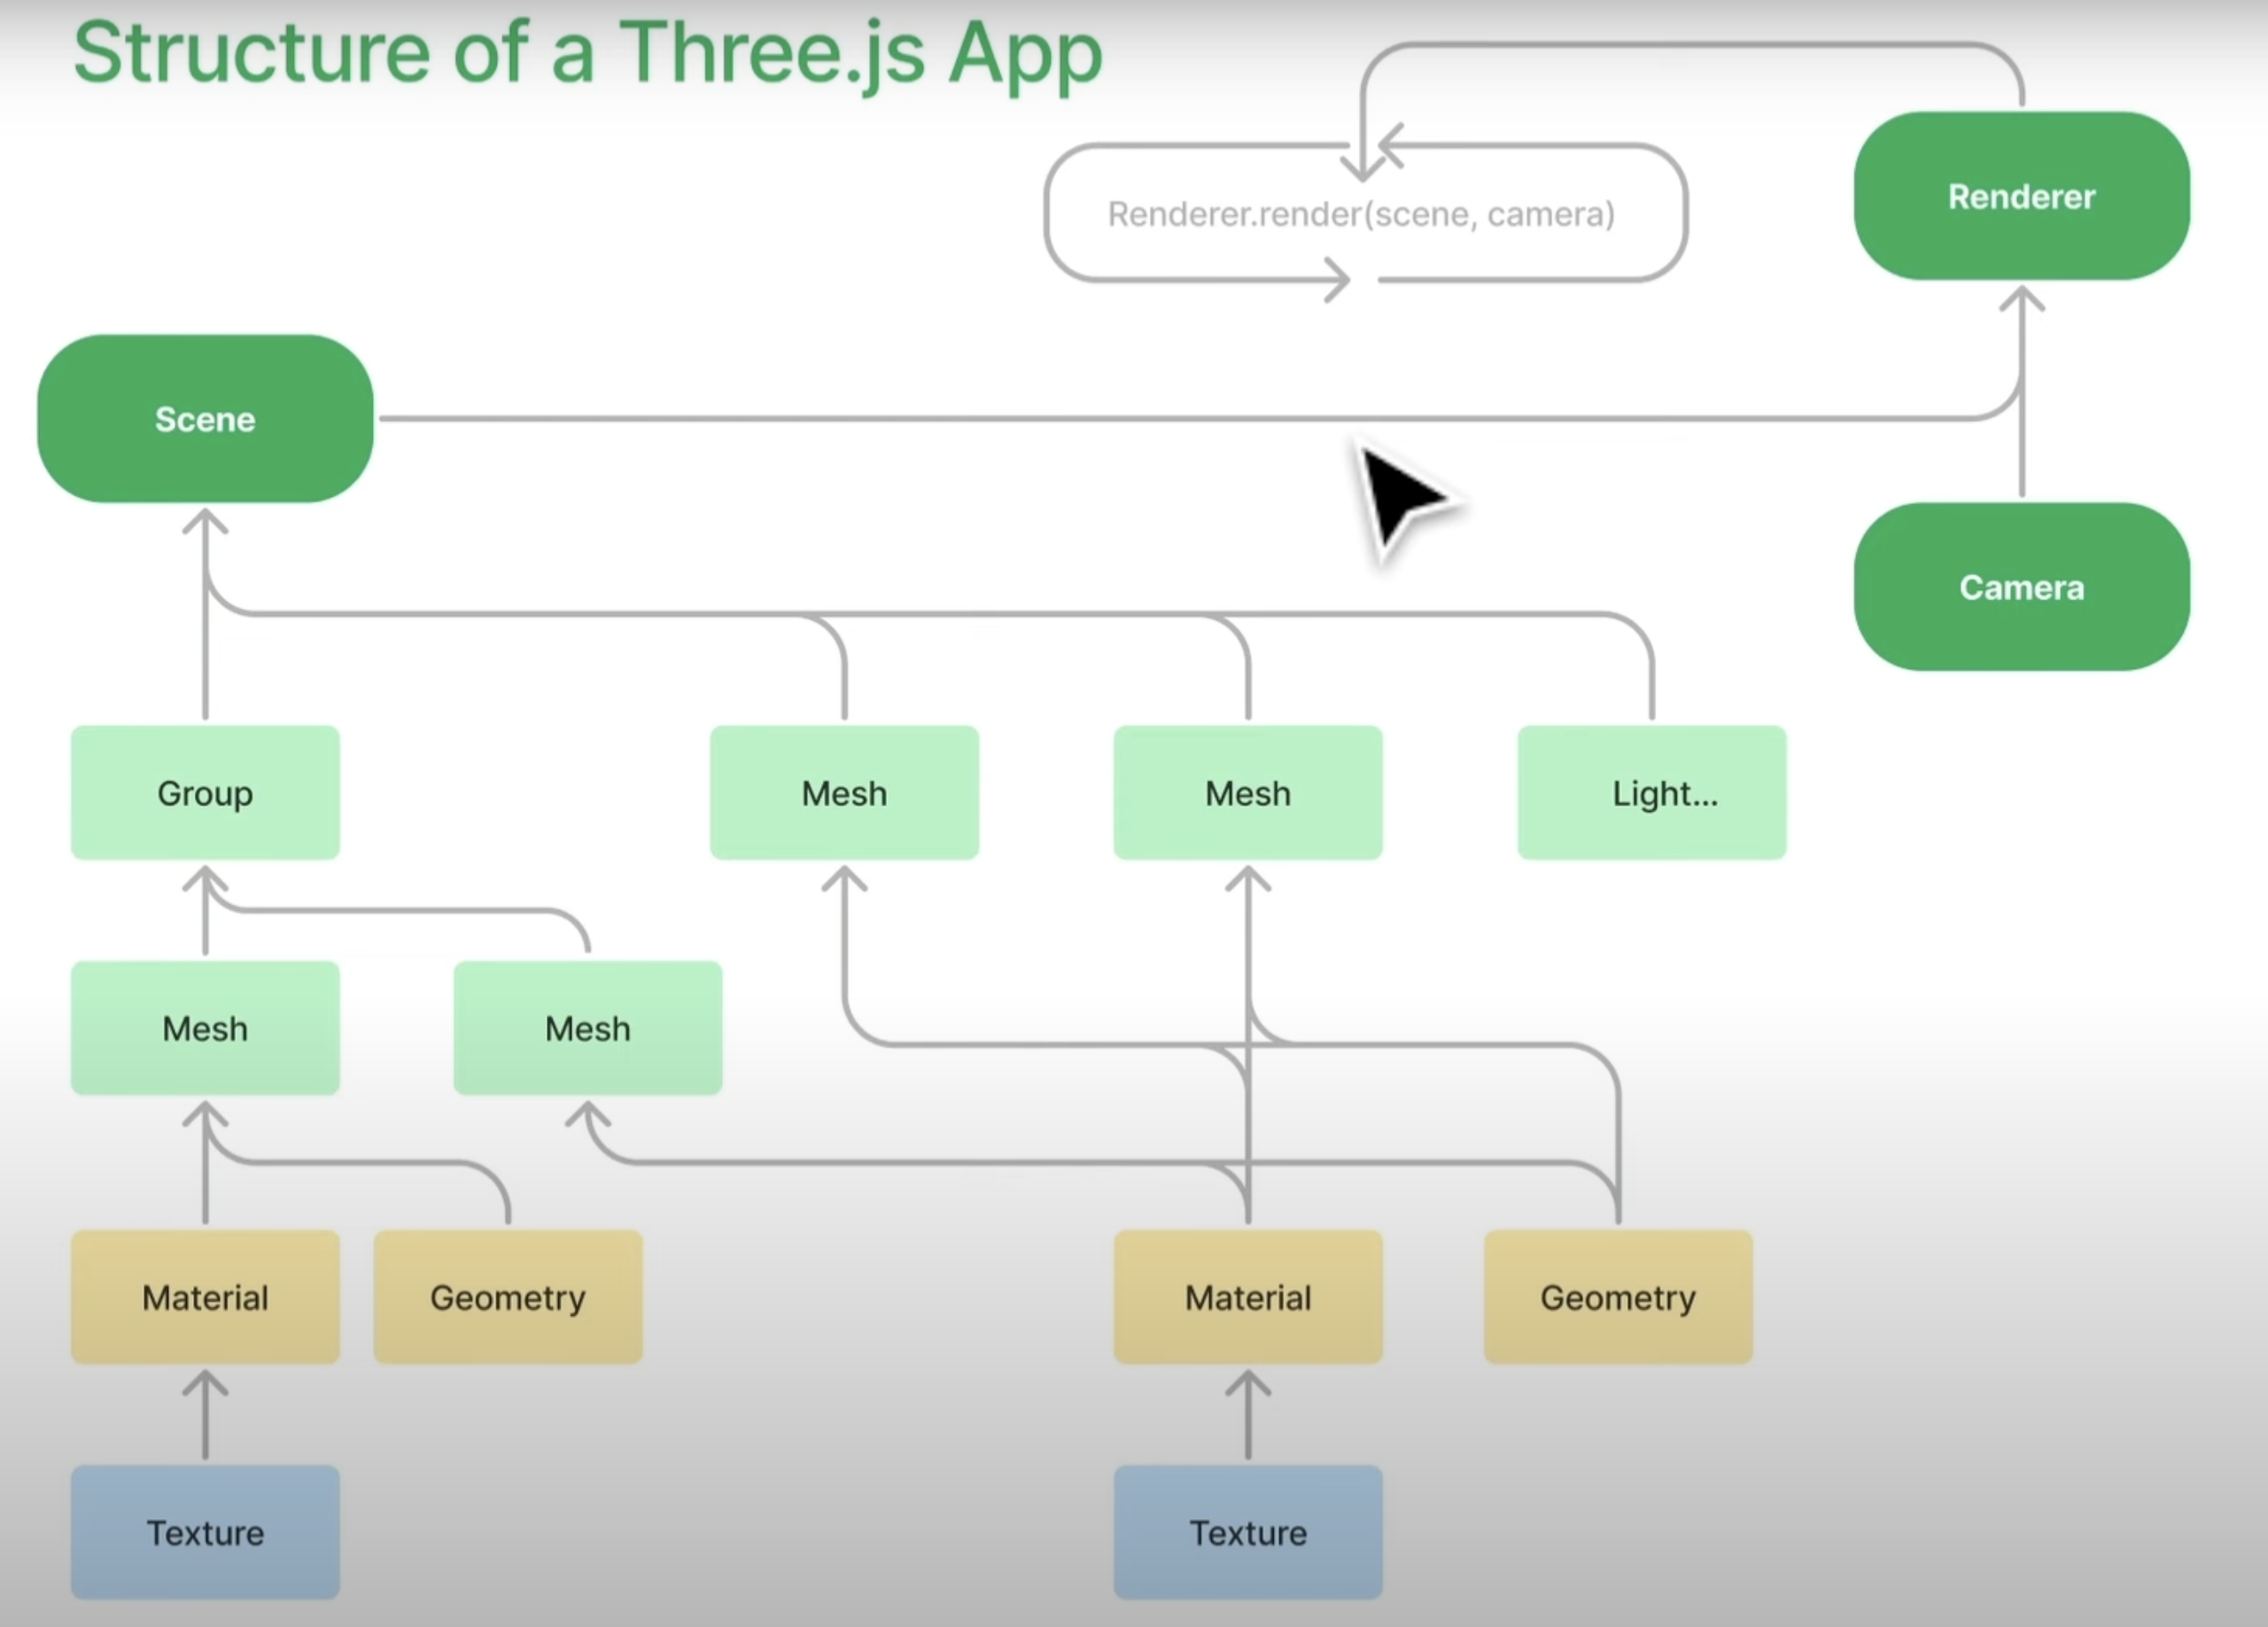 Structure of a Three.js App
Renderer.render(scene, camera)
Renderer
Scene
Camera
Group
Mesh
Mesh
Light...
Mesh
Mesh
Material
Geometry
Material
Geometry
Texture
Texture